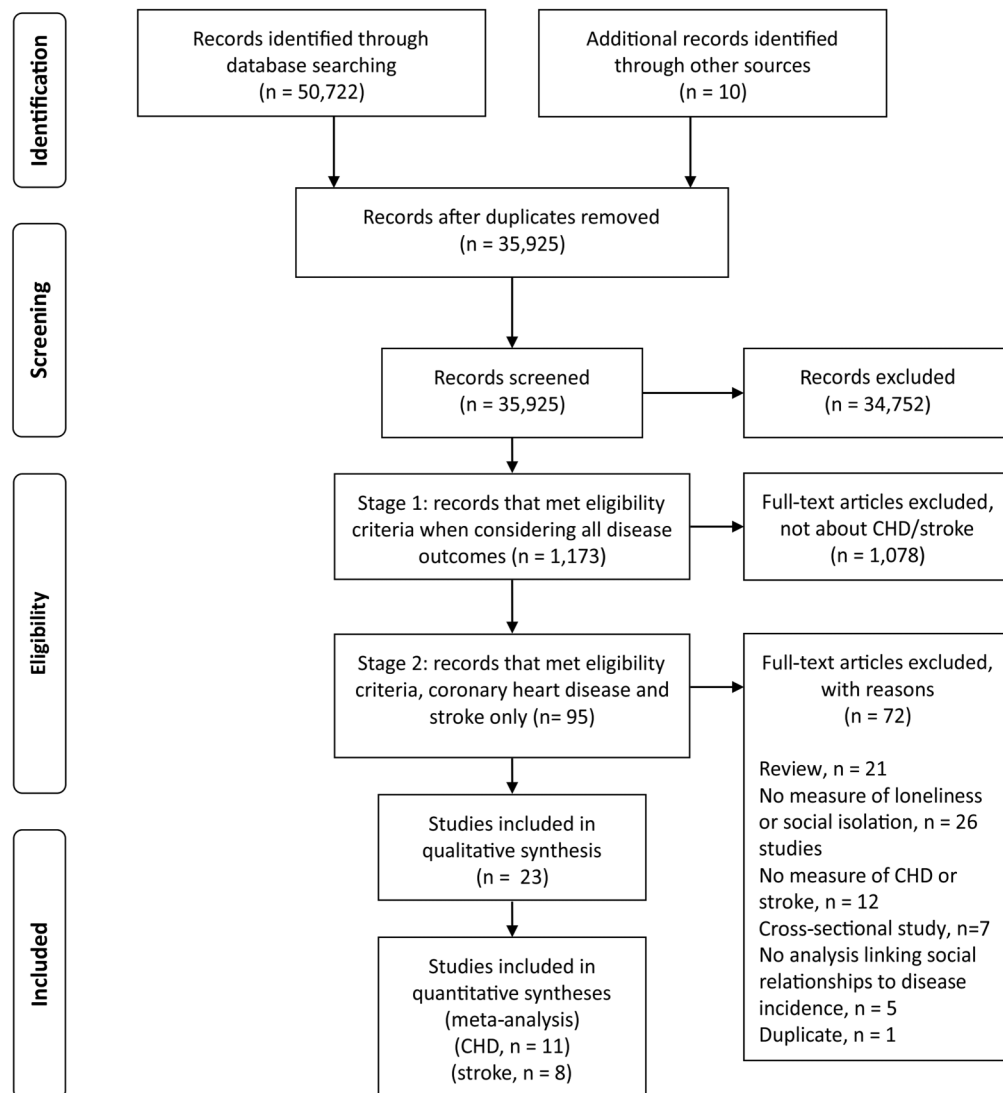 Identification
Records identified through
database searching
(n = 50,722)
Additional records identified
through other sources
(n = 10)
Records after duplicates removed
(n = 35,925)
Screening
Records screened
(n = 35,925)
Records excluded
(n = 34,752)
Eligibility
Stage 1: records that met eligibility
criteria when considering all disease
outcomes (n = 1,173)
Full-text articles excluded,
not about CHD/stroke
(n = 1,078)
Stage 2: records that met eligibility
criteria, coronary heart disease and
stroke only (n= 95)
Full-text articles excluded,
with reasons
(n = 72)
Review, n = 21
No measure of loneliness
or social isolation, n = 26
studies
No measure of CHD or
stroke, n = 12
Cross-sectional study, n=7
No analysis linking social
relationships to disease
incidence, n = 5
Duplicate, n = 1
Included
Studies included in
qualitative synthesis
(n = 23)
Studies included in
quantitative syntheses
(meta-analysis)
(CHD, n = 11)
(stroke, n = 8)